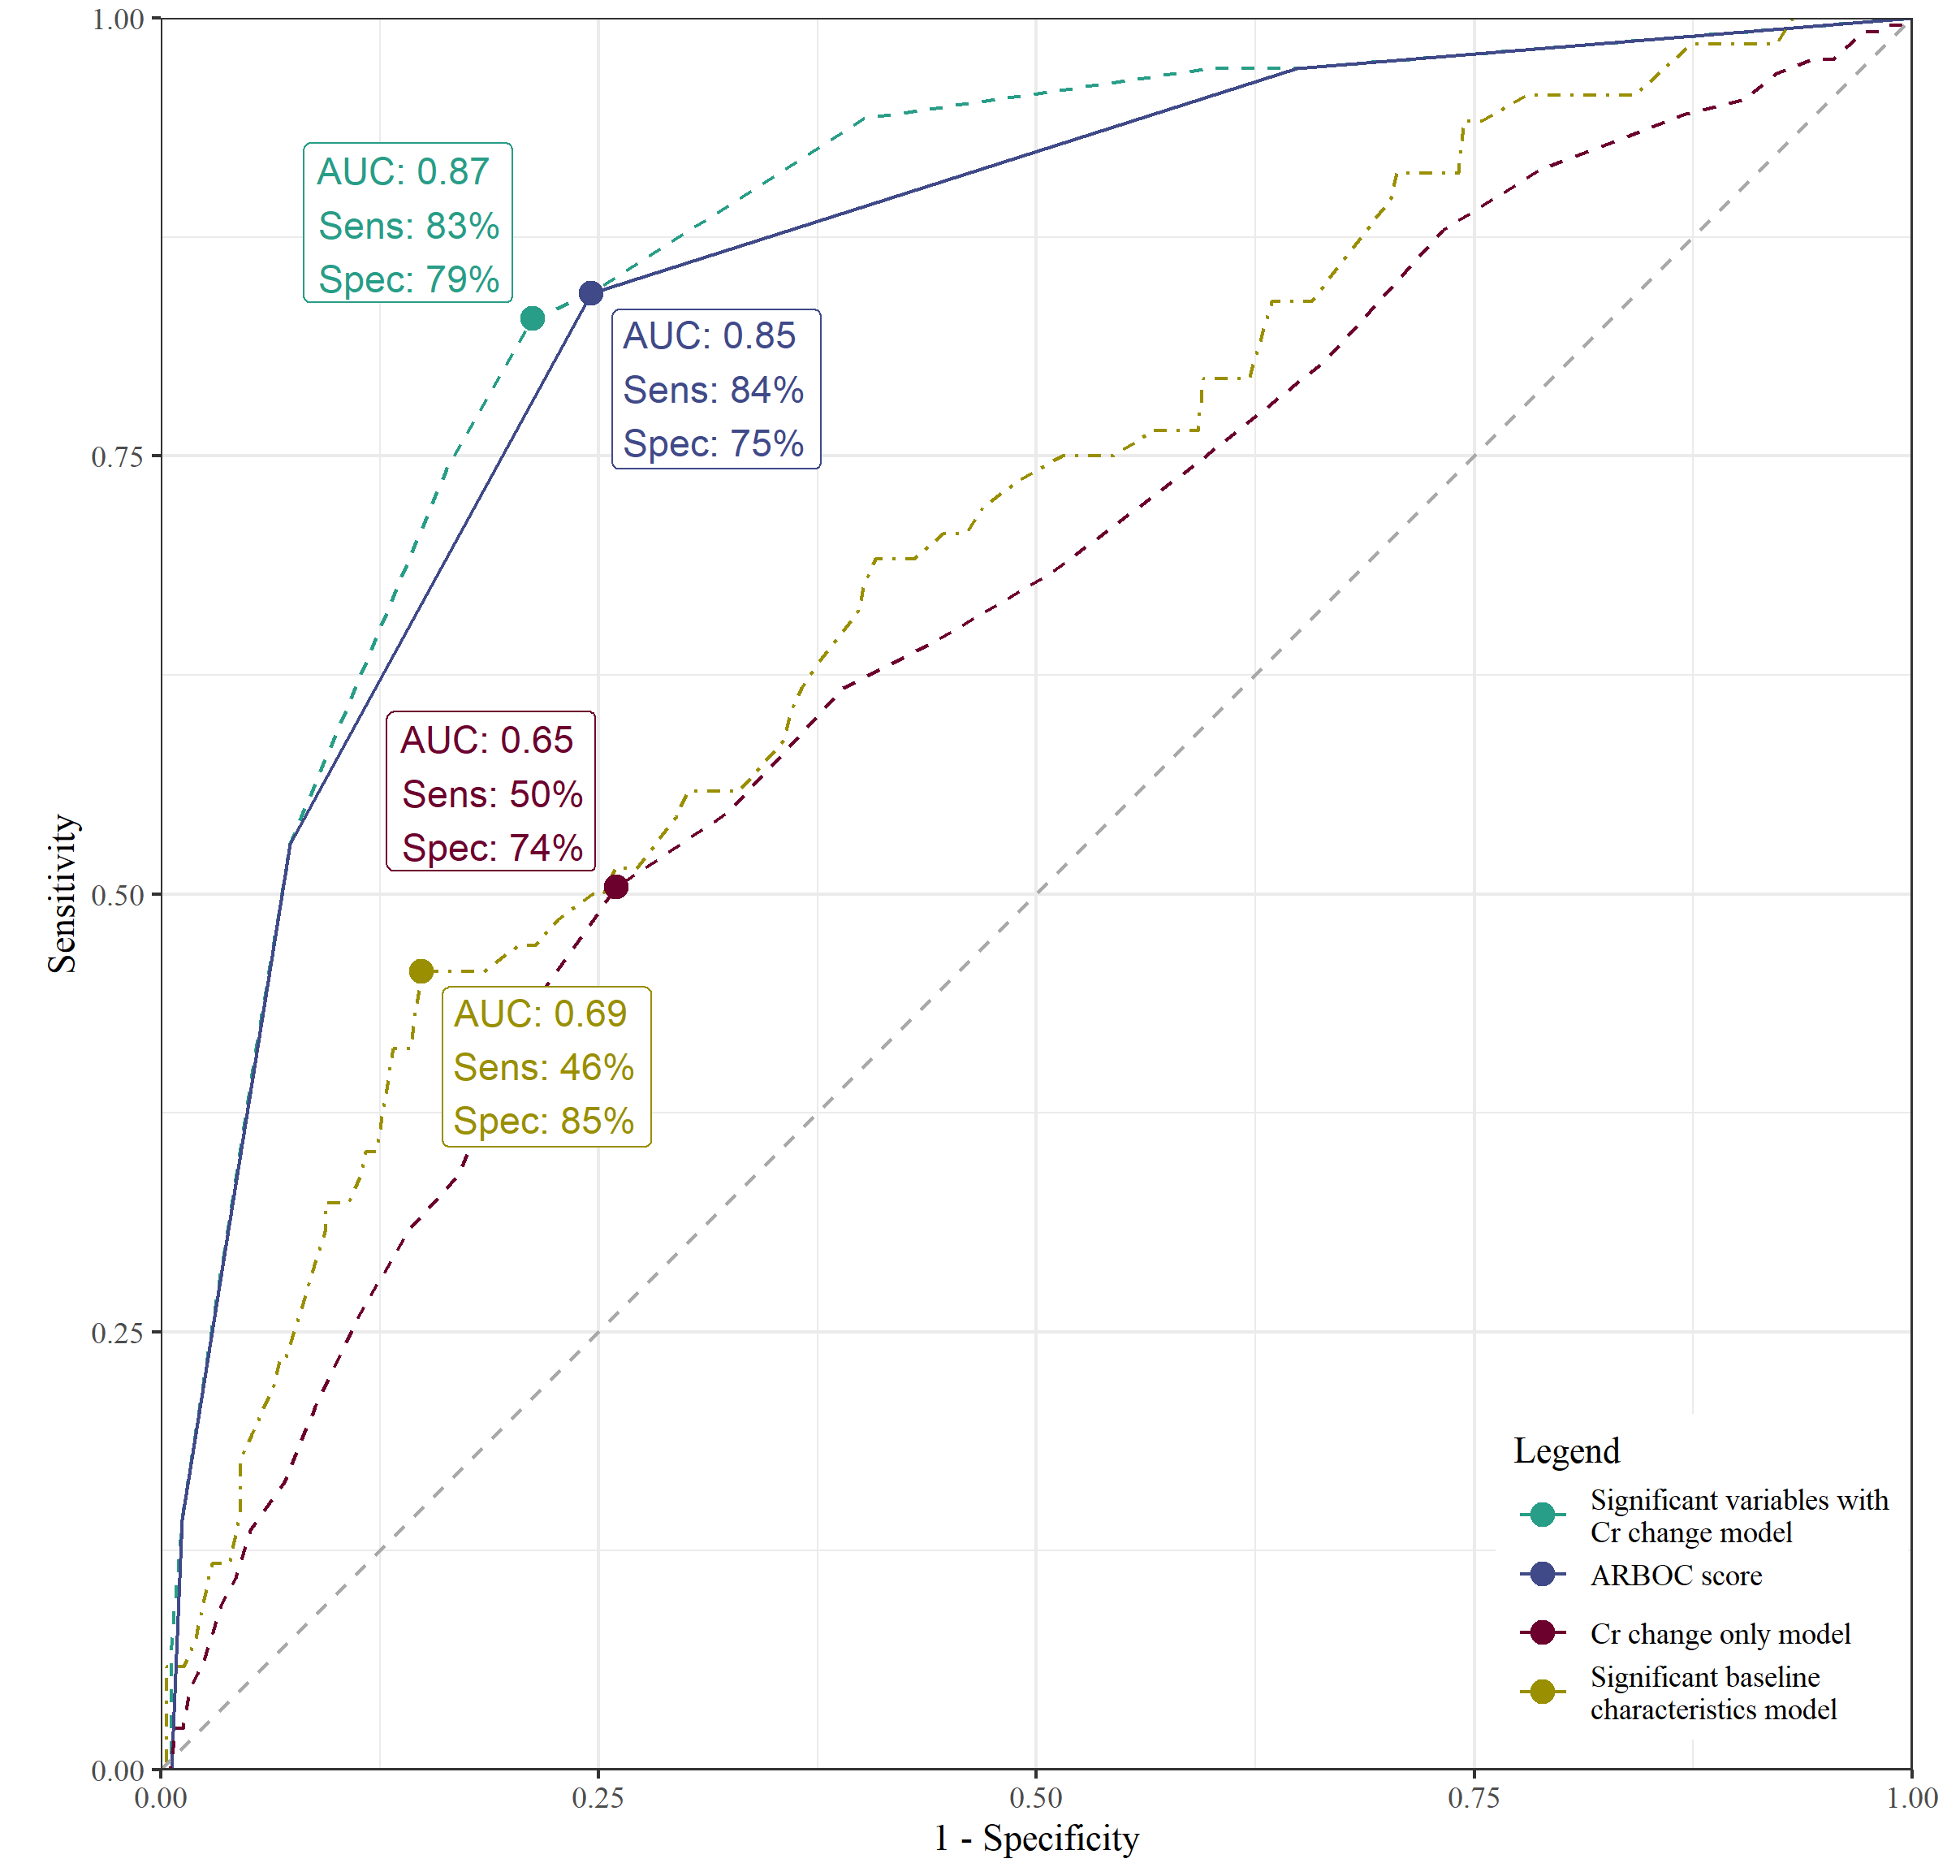 1.00
0.75
0.50
0.25
0.00
Sensitivity
AUC: 0.87
Sens: 83%
Spec: 79%
AUC: 0.85
Sens: 84%
Spec: 75%
AUC: 0.65
Sens: 50%
Spec: 74%
AUC: 0.69
Sens: 46%
Spec: 85%
Legend
Significant variables with
Cr change model
ARBOC score
Cr change only model
Significant baseline
characteristics model
0.00
0.25
0.50
0.75
1.00
1 - Specificity